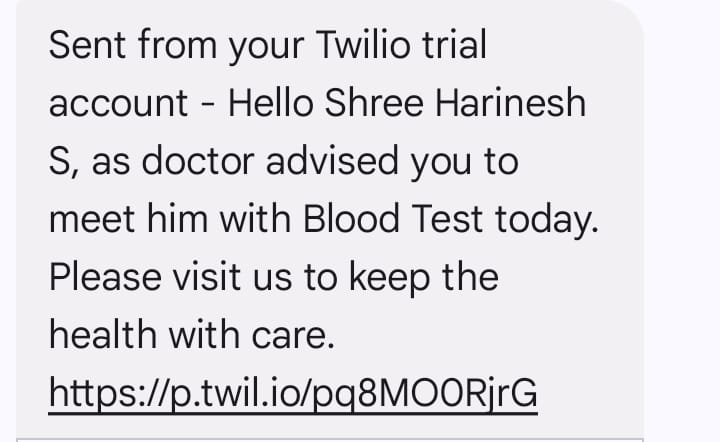 Sent from your Twilio trial
account - Hello Shree Harinesh
S, as doctor advised you to
meet him with Blood Test today.
Please visit us to keep the
health with care.
https://p.twil.io/pq8MO0RjrG